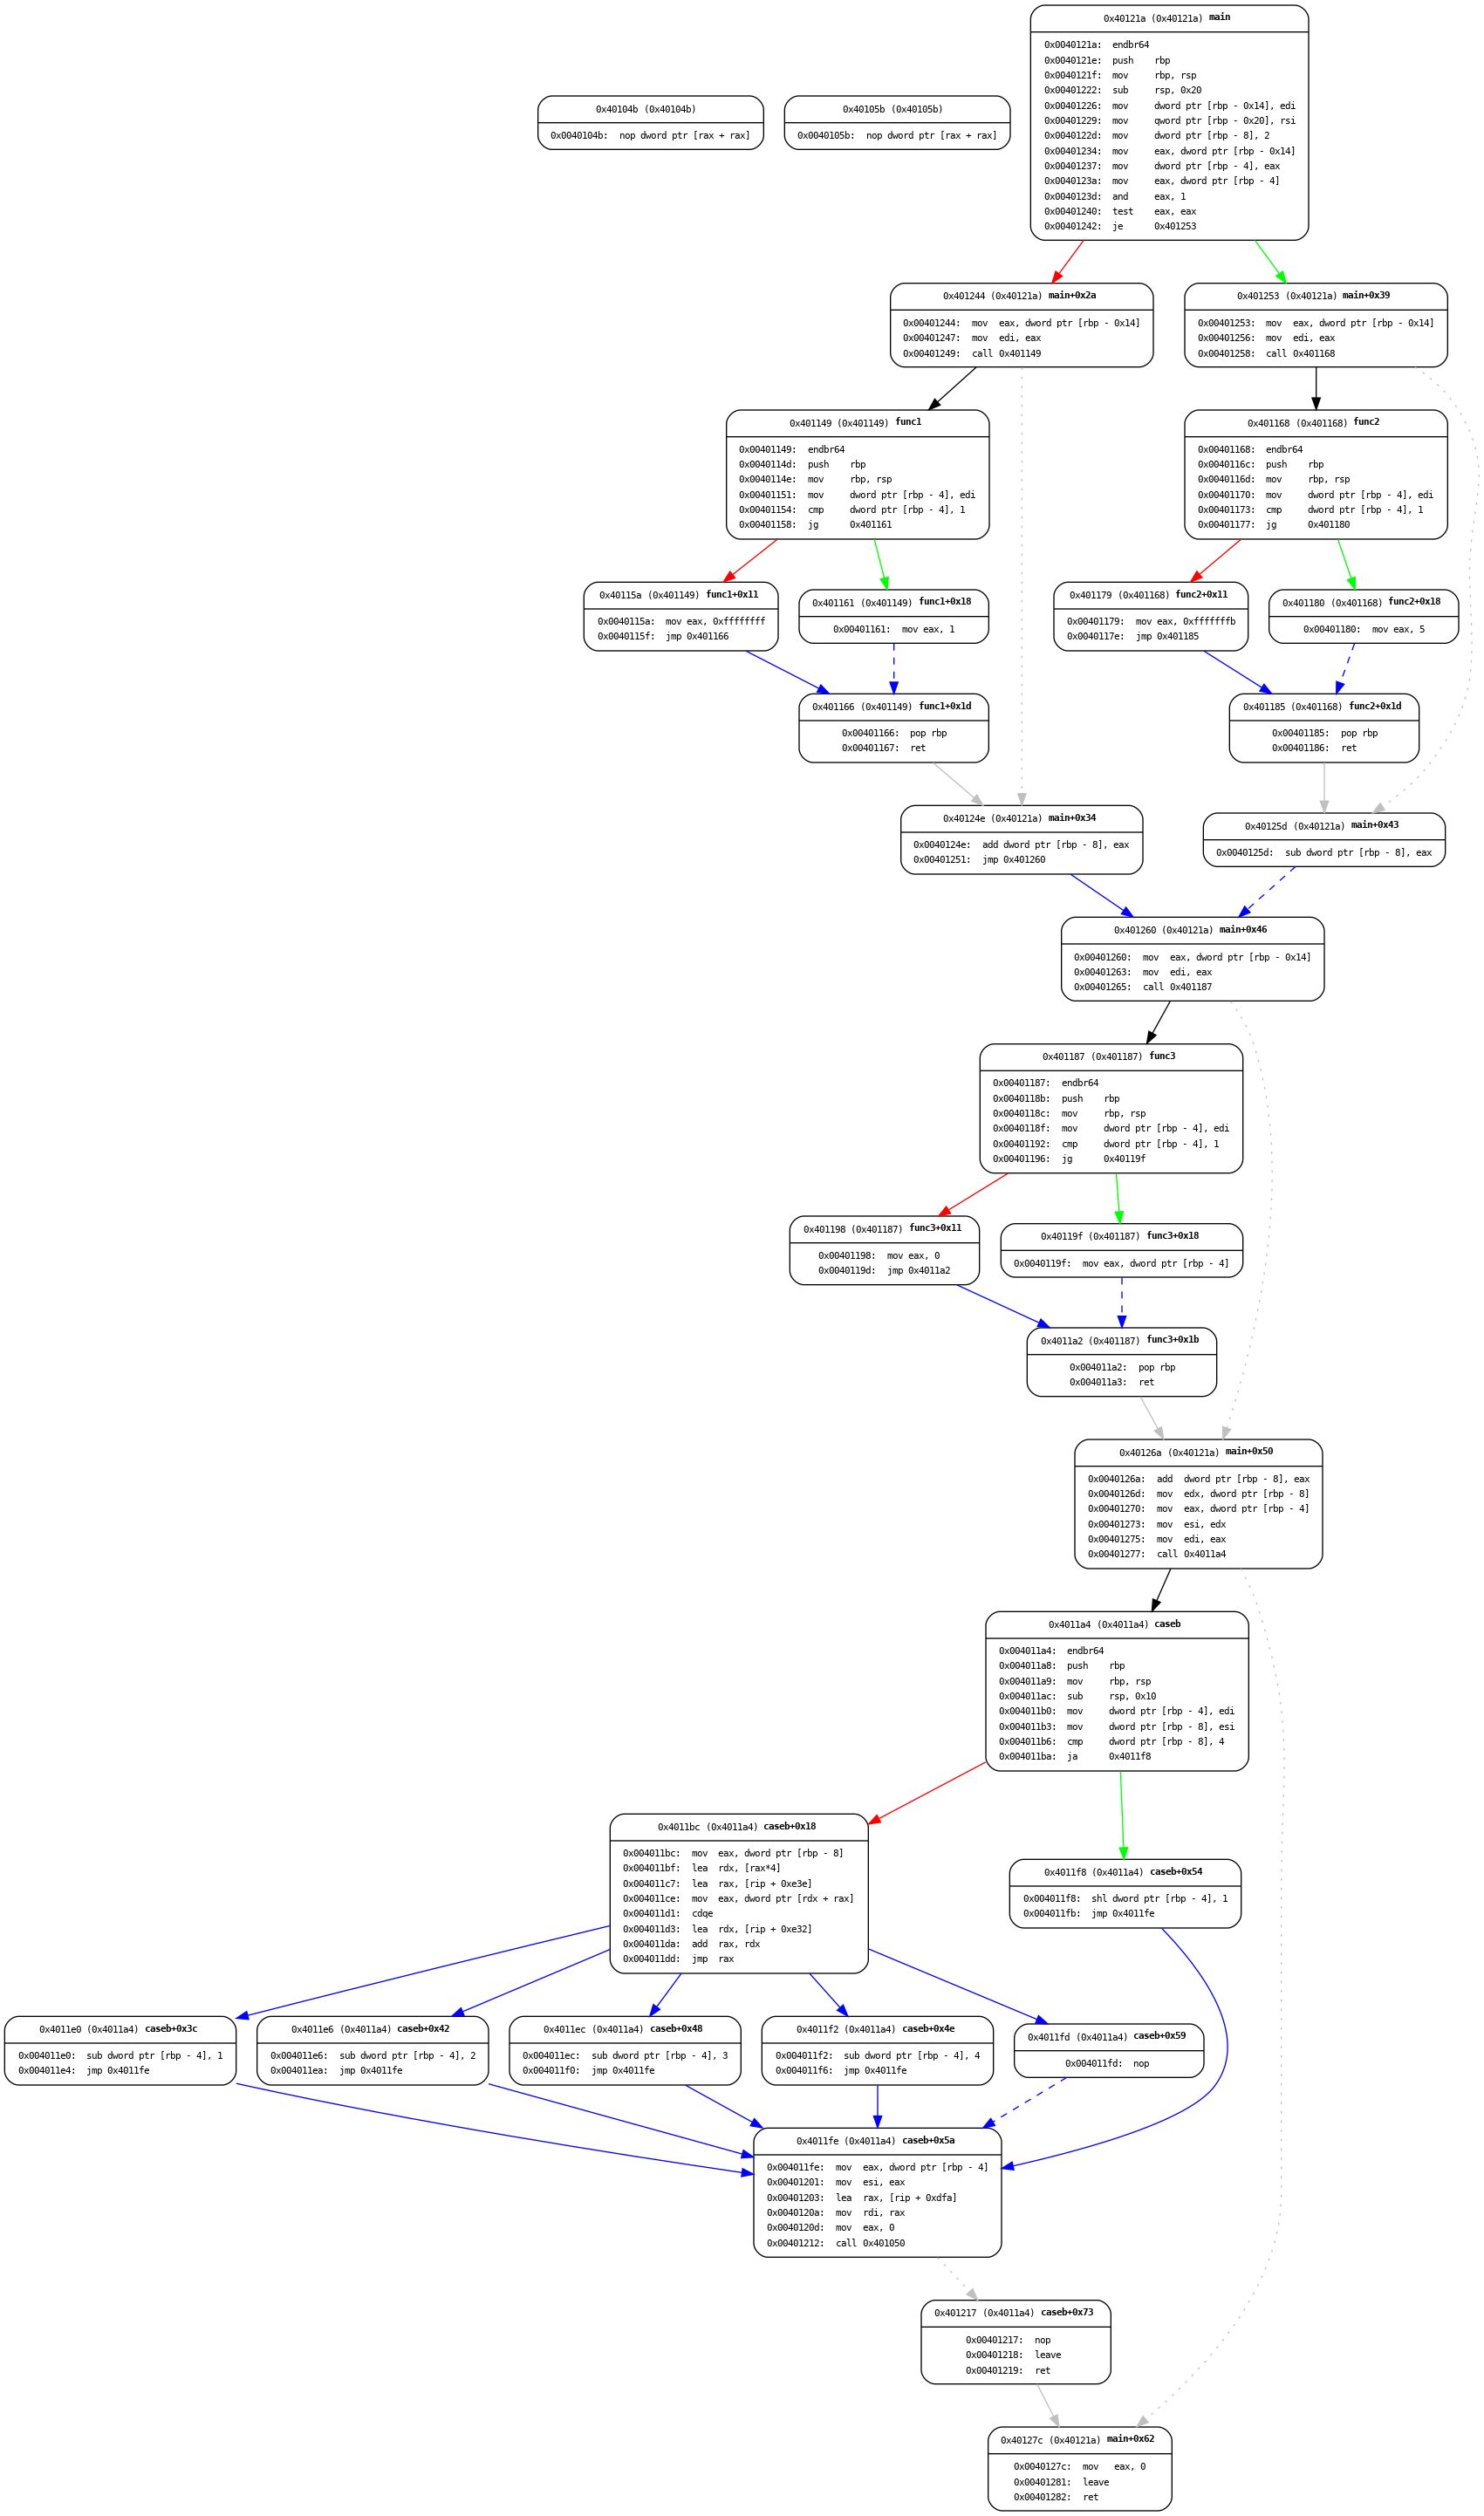 0x40121a (0x40121a) main
0x0040121a: endbr64
0x0040121e: push rbp
0x0040121f: mov rbp, rsp
0x00401222: sub rsp, 0x20
0x00401226: mov dword ptr [rbp - 0x14], edi
0x00401229: mov qword ptr [rbp - 0x20], rsi
0x0040122d: mov dword ptr [rbp - 8], 2
0x00401234: mov eax, dword ptr [rbp - 0x14]
0x00401237: mov dword ptr [rbp - 4], eax
0x0040123a: mov eax, dword ptr [rbp - 4]
0x0040123d: and eax, 1
0x00401240: test eax, eax
0x00401242: je 0x401253
0x40104b (0x40104b)
0x0040104b: nop dword ptr [rax + rax]
0x40105b (0x40105b)
0x0040105b: nop dword ptr [rax + rax]
0x401244 (0x40121a) main+0x2a
0x00401244: mov eax, dword ptr [rbp - 0x14]
0x00401247: mov edi, eax
0x00401249: call 0x401149
0x401253 (0x40121a) main+0x39
0x00401253: mov eax, dword ptr [rbp - 0x14]
0x00401256: mov edi, eax
0x00401258: call 0x401168
0x401149 (0x401149) func1
0x00401149: endbr64
0x0040114d: push rbp
0x0040114e: mov rbp, rsp
0x00401151: mov dword ptr [rbp - 4], edi
0x00401154: cmp dword ptr [rbp - 4], 1
0x00401158: jg 0x401161
0x401168 (0x401168) func2
0x00401168: endbr64
0x0040116c: push rbp
0x0040116d: mov rbp, rsp
0x00401170: mov dword ptr [rbp - 4], edi
0x00401173: cmp dword ptr [rbp - 4], 1
0x00401177: jg 0x401180
0x40115a (0x401149) func1+0x11
0x0040115a: mov eax, 0xffffffff
0x0040115f: jmp 0x401166
0x401161 (0x401149) func1+0x18
0x00401161: mov eax, 1
0x401179 (0x401168) func2+0x11
0x00401179: mov eax, 0xfffffffb
0x0040117e: jmp 0x401185
0x401180 (0x401168) func2+0x18
0x00401180: mov eax, 5
0x401166 (0x401149) func1+0x1d
0x00401166: pop rbp
0x00401167: ret
0x401185 (0x401168) func2+0x1d
0x00401185: pop rbp
0x00401186: ret
0x40124e (0x40121a) main+0x34
0x0040124e: add dword ptr [rbp - 8], eax
0x00401251: jmp 0x401260
0x40125d (0x40121a) main+0x43
0x0040125d: sub dword ptr [rbp - 8], eax
0x401260 (0x40121a) main+0x46
0x00401260: mov eax, dword ptr [rbp - 0x14]
0x00401263: mov edi, eax
0x00401265: call 0x401187
0x401187 (0x401187) func3
0x00401187: endbr64
0x0040118b: push rbp
0x0040118c: mov rbp, rsp
0x0040118f: mov dword ptr [rbp - 4], edi
0x00401192: cmp dword ptr [rbp - 4], 1
0x00401196: jg 0x40119f
0x401198 (0x401187) func3+0x11
0x00401198: mov eax, 0
0x0040119d: jmp 0x4011a2
0x40119f (0x401187) func3+0x18
0x0040119f: mov eax, dword ptr [rbp - 4]
0x4011a2 (0x401187) func3+0x1b
0x004011a2: pop rbp
0x004011a3: ret
0x40126a (0x40121a) main+0x50
0x0040126a: add dword ptr [rbp - 8], eax
0x0040126d: mov edx, dword ptr [rbp - 8]
0x00401270: mov eax, dword ptr [rbp - 4]
0x00401273: mov esi, edx
0x00401275: mov edi, eax
0x00401277: call 0x4011a4
0x4011a4 (0x4011a4) caseb
0x004011a4: endbr64
0x004011a8: push rbp
0x004011a9: mov rbp, rsp
0x004011ac: sub rsp, 0x10
0x004011b0: mov dword ptr [rbp - 4], edi
0x004011b3: mov dword ptr [rbp - 8], esi
0x004011b6: cmp dword ptr [rbp - 8], 4
0x004011ba: ja 0x4011f8
0x4011bc (0x4011a4) caseb+0x18
0x004011bc: mov eax, dword ptr [rbp - 8]
0x004011bf: lea rdx, [rax*4]
0x004011c7: lea rax, [rip + 0xe3e]
0x004011ce: mov eax, dword ptr [rdx + rax]
0x004011d1: cdqe
0x004011d3: lea rdx, [rip + 0xe32]
0x004011da: add rax, rdx
0x004011dd: jmp rax
0x4011f8 (0x4011a4) caseb+0x54
0x004011f8: shl dword ptr [rbp - 4], 1
0x004011fb: jmp 0x4011fe
0x4011e0 (0x4011a4) caseb+0x3c
0x004011e0: sub dword ptr [rbp - 4], 1
0x004011e4: jmp 0x4011fe
0x4011e6 (0x4011a4) caseb+0x42
0x004011e6: sub dword ptr [rbp - 4], 2
0x004011ea: jmp 0x4011fe
0x4011ec (0x4011a4) caseb+0x48
0x004011ec: sub dword ptr [rbp - 4], 3
0x004011f0: jmp 0x4011fe
0x4011f2 (0x4011a4) caseb+0x4e
0x004011f2: sub dword ptr [rbp - 4], 4
0x004011f6: jmp 0x4011fe
0x4011fd (0x4011a4) caseb+0x59
0x004011fd: nop
0x4011fe (0x4011a4) caseb+0x5a
0x004011fe: mov eax, dword ptr [rbp - 4]
0x00401201: mov esi, eax
0x00401203: lea rax, [rip + 0xdfa]
0x0040120a: mov rdi, rax
0x0040120d: mov eax, 0
0x00401212: call 0x401050
0x401217 (0x4011a4) caseb+0x73
0x00401217: nop
0x00401218: leave
0x00401219: ret
0x40127c (0x40121a) main+0x62
0x0040127c: mov eax, 0
0x00401281: leave
0x00401282: ret